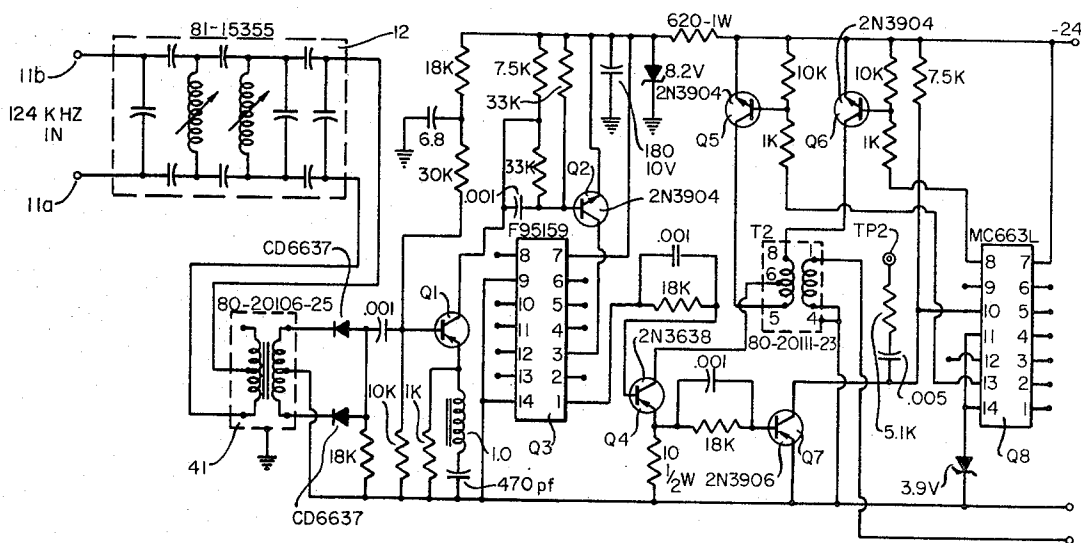 81-15355
12
620-1W
2N3904
-24
11b
124 KHZ
IN
11a
18K
7.5K
33K
8.2V
2N3904
10K
10K
7.5K
6.8
180
10V
Q5
1K
Q6
1K
30K
33K
Q2
2N3904
.001
F95159
T2
TP2
MC663L
CD6637
8 7
9 6
10 5
11 4
12 3
13 2
14 1
.001
18K
8 1
6
5 4
80-20111-23
8 7
9 6
10 5
11 4
12 3
13 2
14 1
80-20106-25
.001
Q1
2N3638
.001
.005
10K
1K
Q3
Q4
18K
Q7
5.1K
Q8
41
18K
1.0
10
1/2W
2N3906
3.9V
470 pf
CD6637